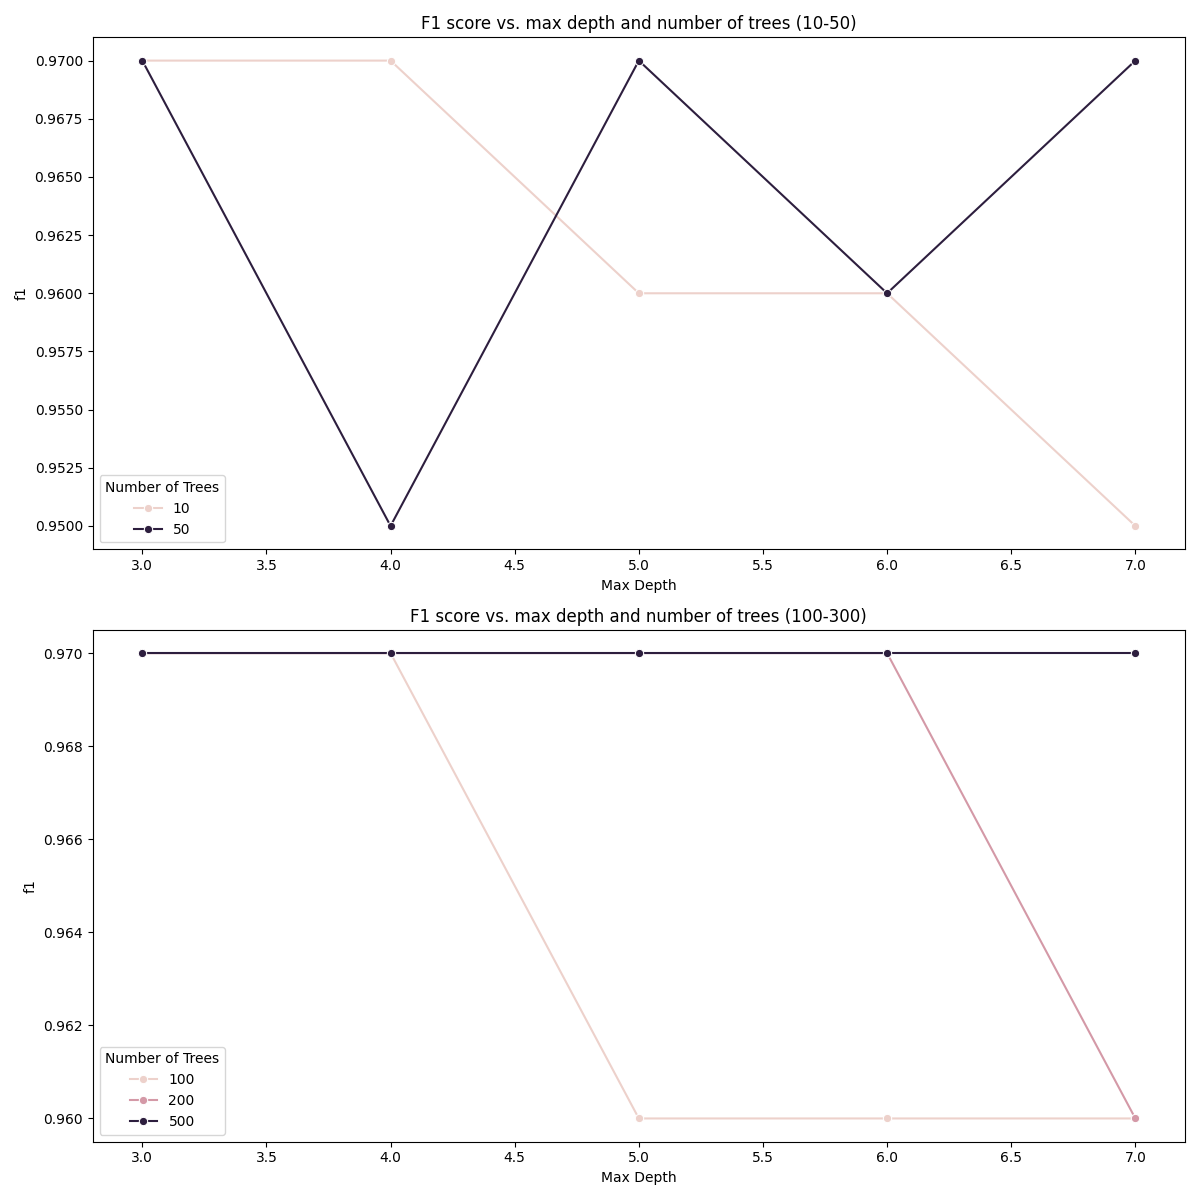 F1 score vs. max depth and number of trees (10-50)
0.9700
0.9675
0.9650
0.9625
0.9600
0.9575
0.9550
0.9525
0.9500
f1
Number of Trees
10
50
3.0 3.5 4.0 4.5 5.0 5.5 6.0 6.5 7.0
Max Depth
F1 score vs. max depth and number of trees (100-300)
0.970
0.968
0.966
0.964
0.962
0.960
f1
Number of Trees
100
200
500
3.0 3.5 4.0 4.5 5.0 5.5 6.0 6.5 7.0
Max Depth